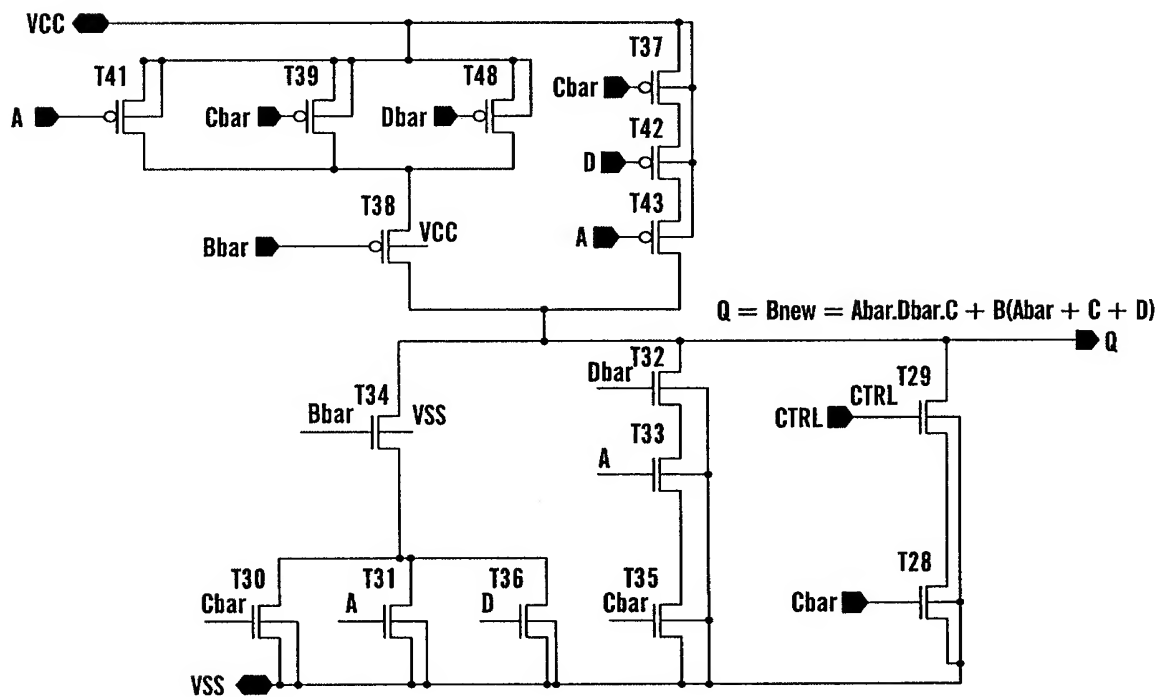 VCC
T37
T41
T39
T48
Cbar
A
Cbar
Dbar
T42
D
T38
T43
Bbar
VCC
A
Q = Bnew = Abar.Dbar.C + B(Abar + C + D)
Q
T32
Dbar
T34
T29
Bbar
VSS
CTRL
CTRL
T33
A
T30
T31
T36
T35
T28
Cbar
A
D
Cbar
Cbar
VSS